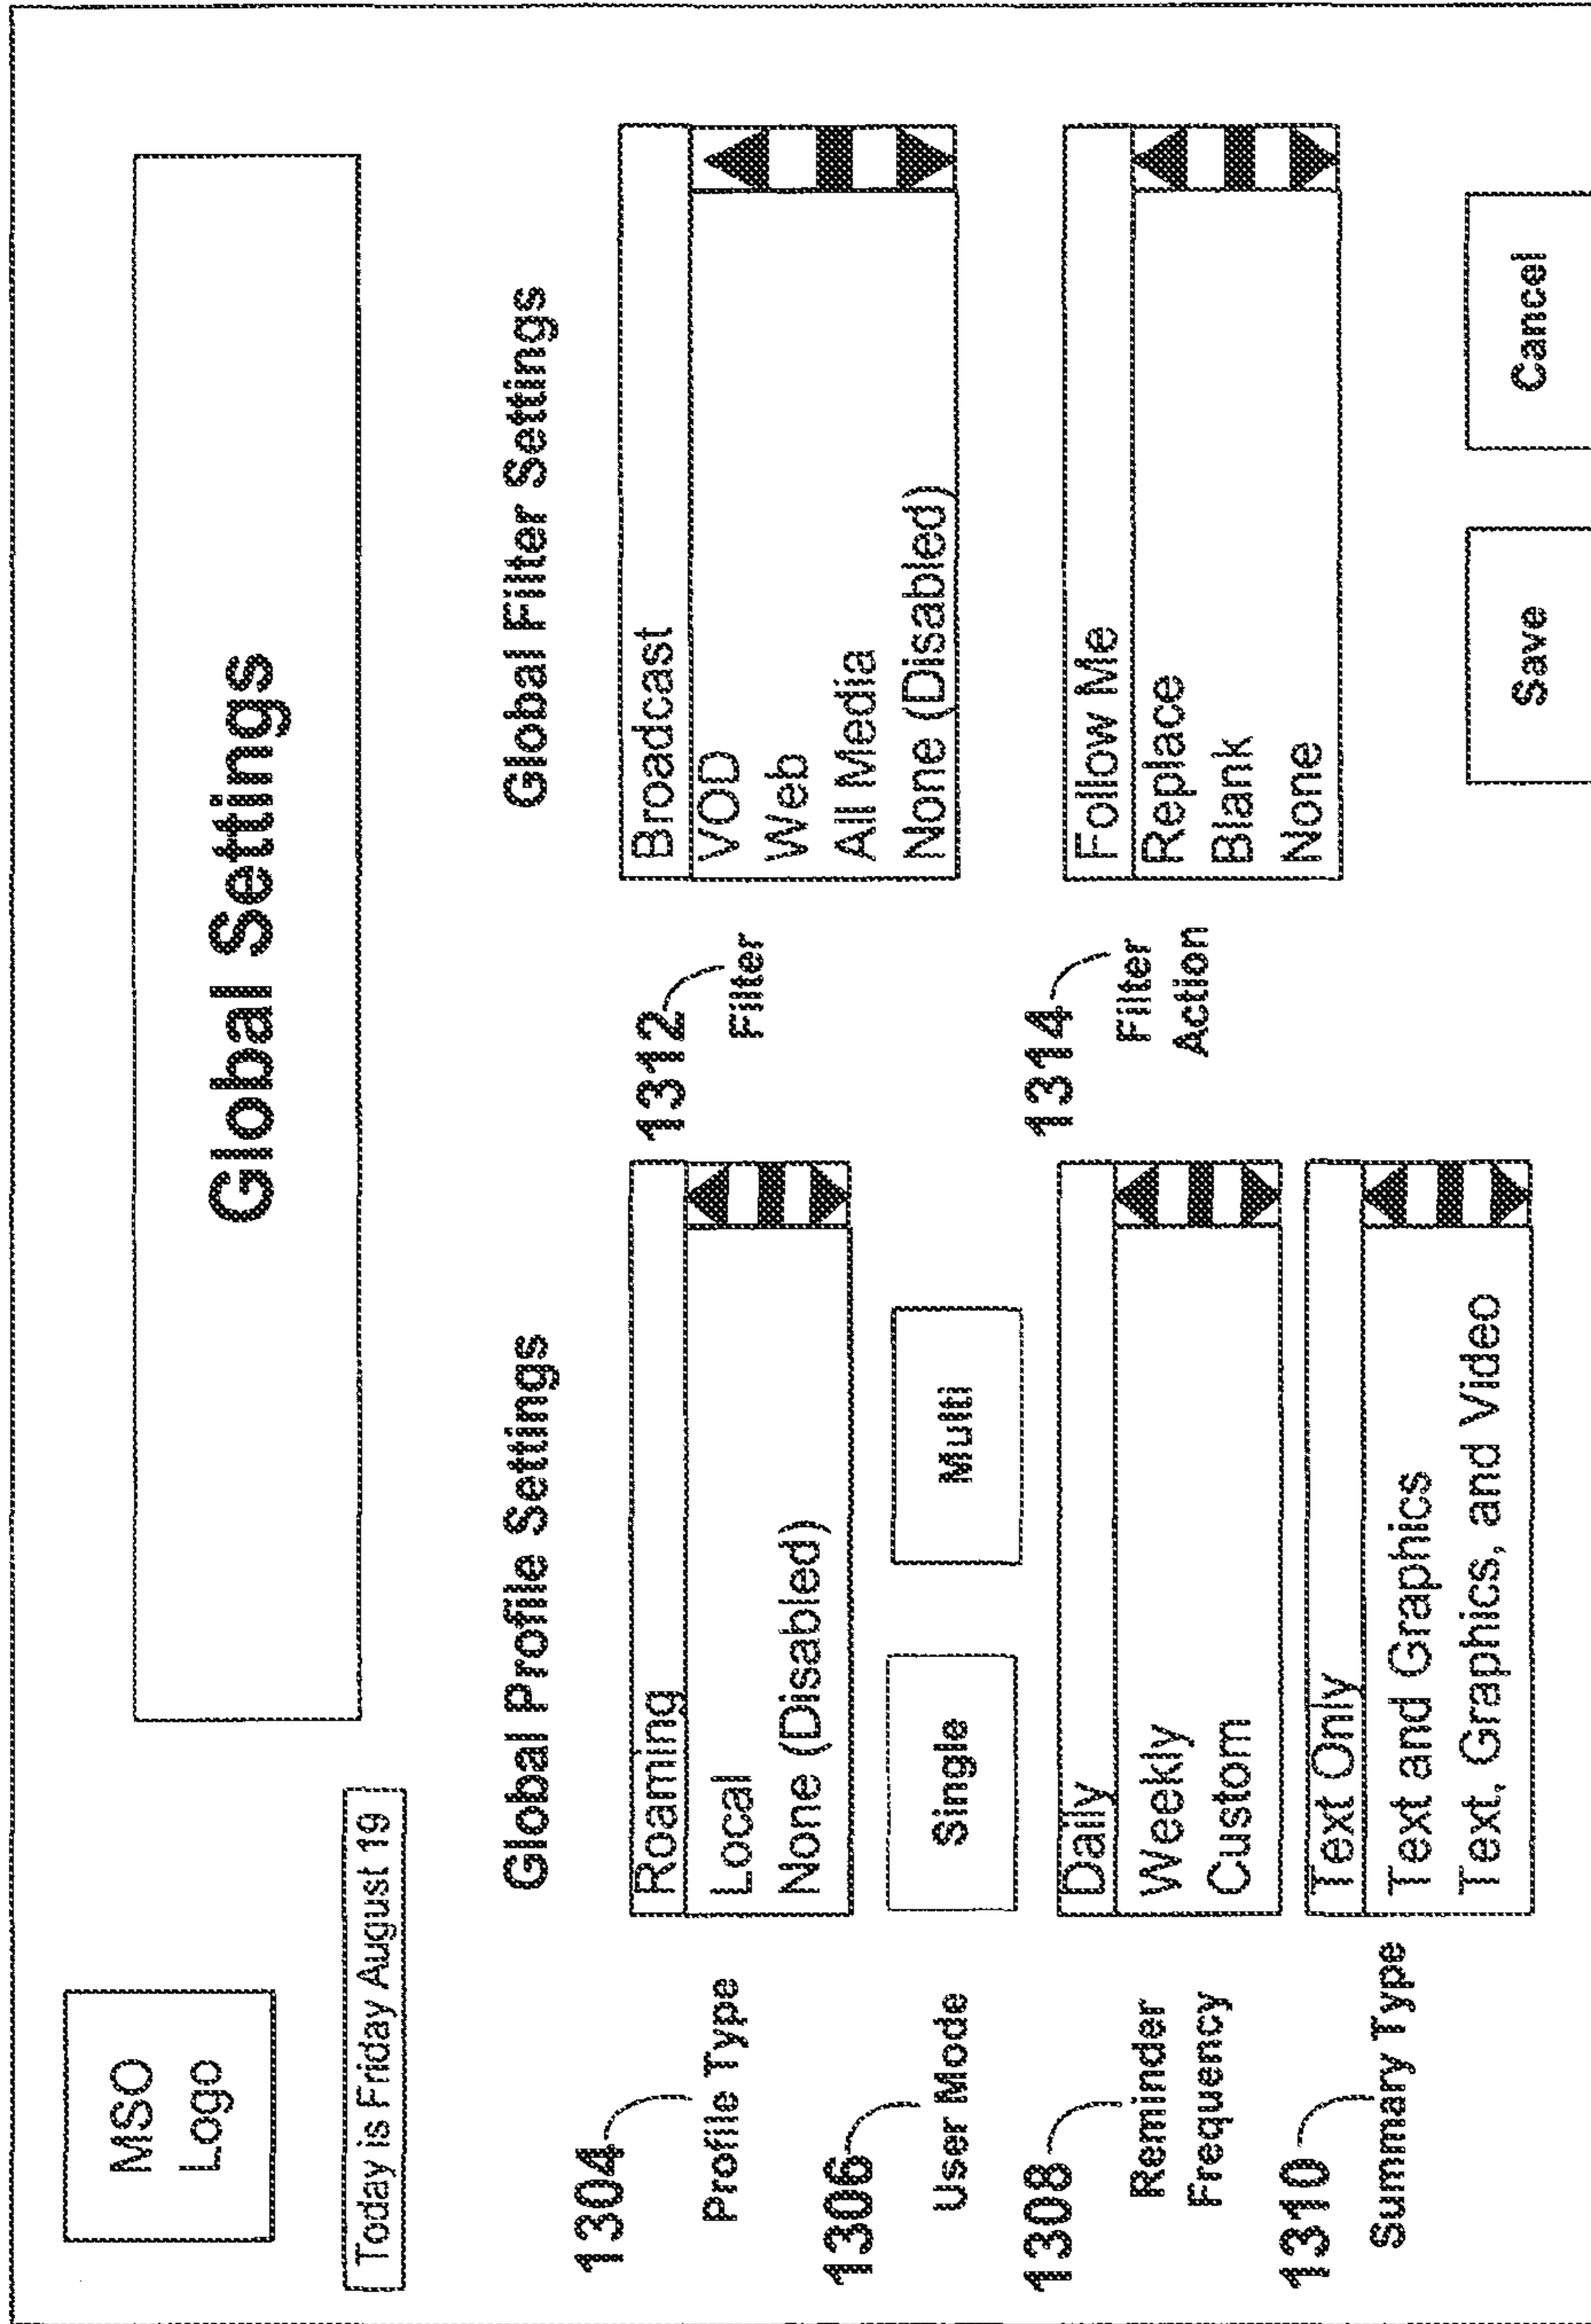 MSO
Logo
Global Settings
Today is Friday August 19
Global Profile Settings
1304
Profile Type
Roaming
Local
None (Disabled)
1306
User Mode
Single
Multi
1308
Reminder
Frequency
Daily
Weekly
Custom
1310
Summary Type
Text Only
Text and Graphics
Text, Graphics, and Video
Global Filter Settings
1312
Filter
Broadcast
VOD
Web
All Media
None (Disabled)
1314
Filter
Action
Follow Me
Replace
Blank
None
Save
Cancel